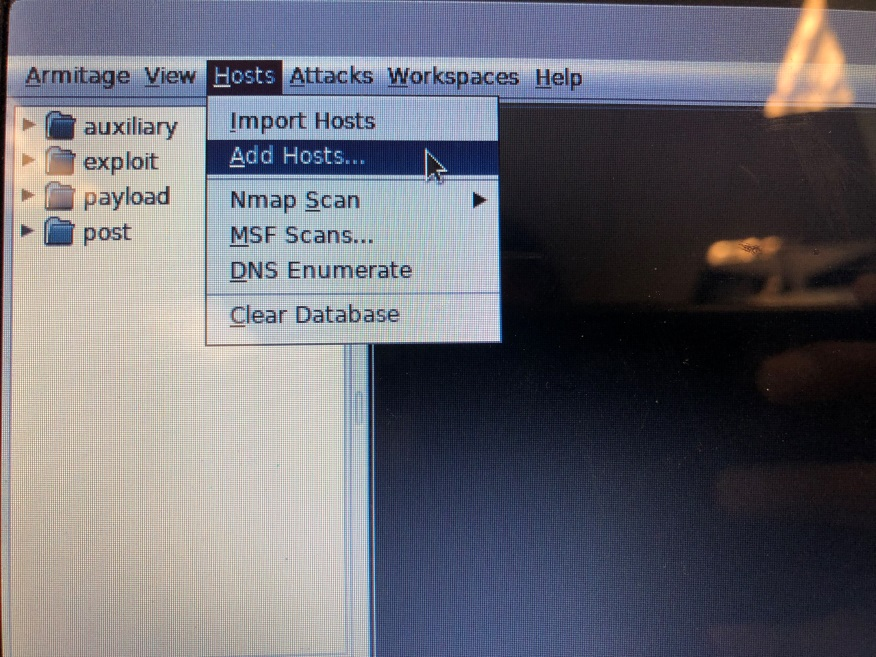 Armitage View Hosts Attacks Workspaces Help
auxiliary
exploit
payload
post
Import Hosts
Add Hosts...
Nmap Scan
MSF Scans...
DNS Enumerate
Clear Database